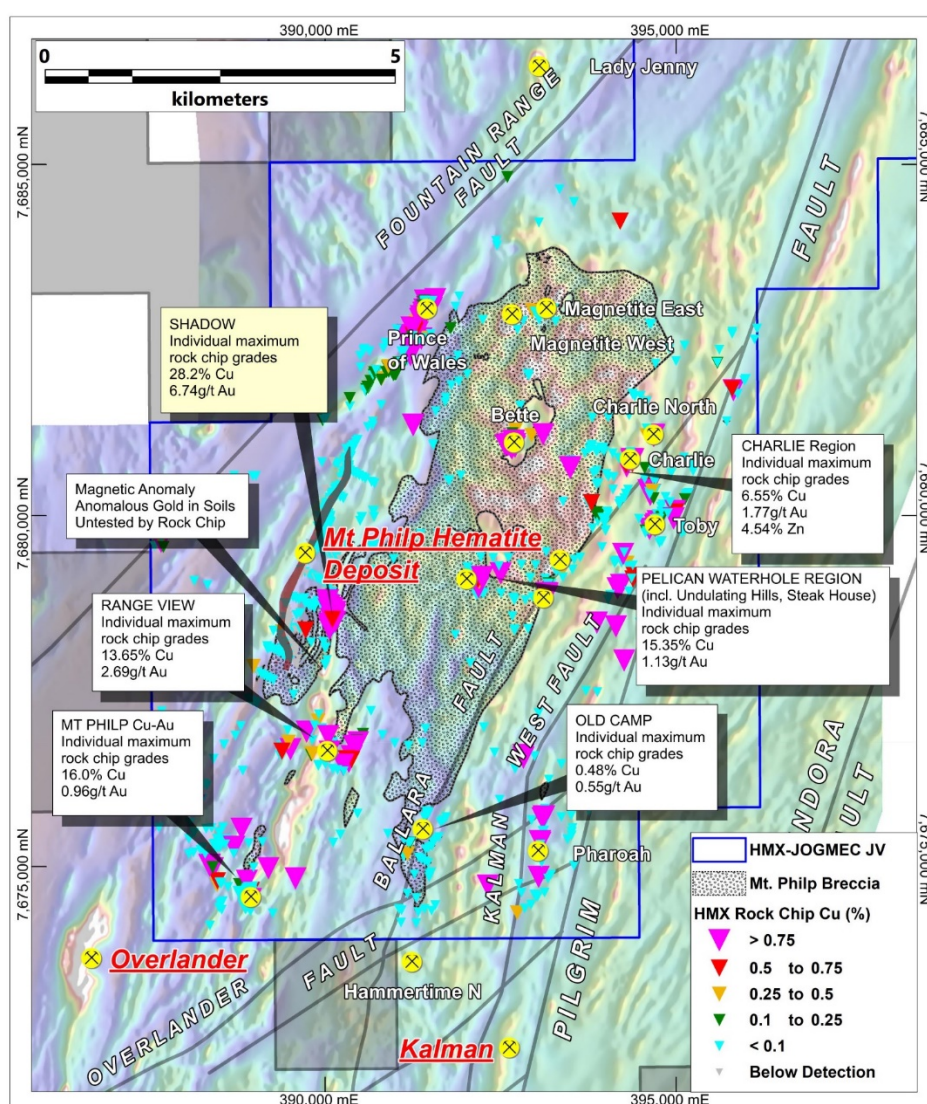 390,000 mE
395,000 mE
0
5
kilometers
Lady Jenny
FOUNTAIN RANGE
FAULT
7,685,000 mN
7,685,000 mN
FAULT
SHADOW
Individual maximum
rock chip grades
28.2% Cu
6.74g/t Au
Prince
of Wales
Magnetite East
Magnetite West
Bette
Charlie North
Charlie
CHARLIE Region
Individual maximum
rock chip grades
6.55% Cu
1.77g/t Au
4.54% Zn
Magnetic Anomaly
Anomalous Gold in Soils
Untested by Rock Chip
7,680,000 mN
Mt Philp Hematite
Deposit
Toby
PELICAN WATERHOLE REGION
(incl. Undulating Hills, Steak House)
Individual maximum
rock chip grades
15.35% Cu
1.13g/t Au
RANGE VIEW
Individual maximum
rock chip grades
13.65% Cu
2.69g/t Au
FAULT
WEST FAULT
MT PHILP Cu-Au
Individual maximum
rock chip grades
16.0% Cu
0.96g/t Au
OLD CAMP
Individual maximum
rock chip grades
0.48% Cu
0.55g/t Au
BALLARA
KALMAN
NDORA
ULT
Pharoah
7,675,000 mN
Overlander
OVERLANDER
FAULT
Hammertime N
PILGRIM
Kalman
HMX-JOGMEC JV
Mt. Philp Breccia
HMX Rock Chip Cu (%)
> 0.75
0.5 to 0.75
0.25 to 0.5
0.1 to 0.25
< 0.1
Below Detection
390,000 mE
395,000 mE